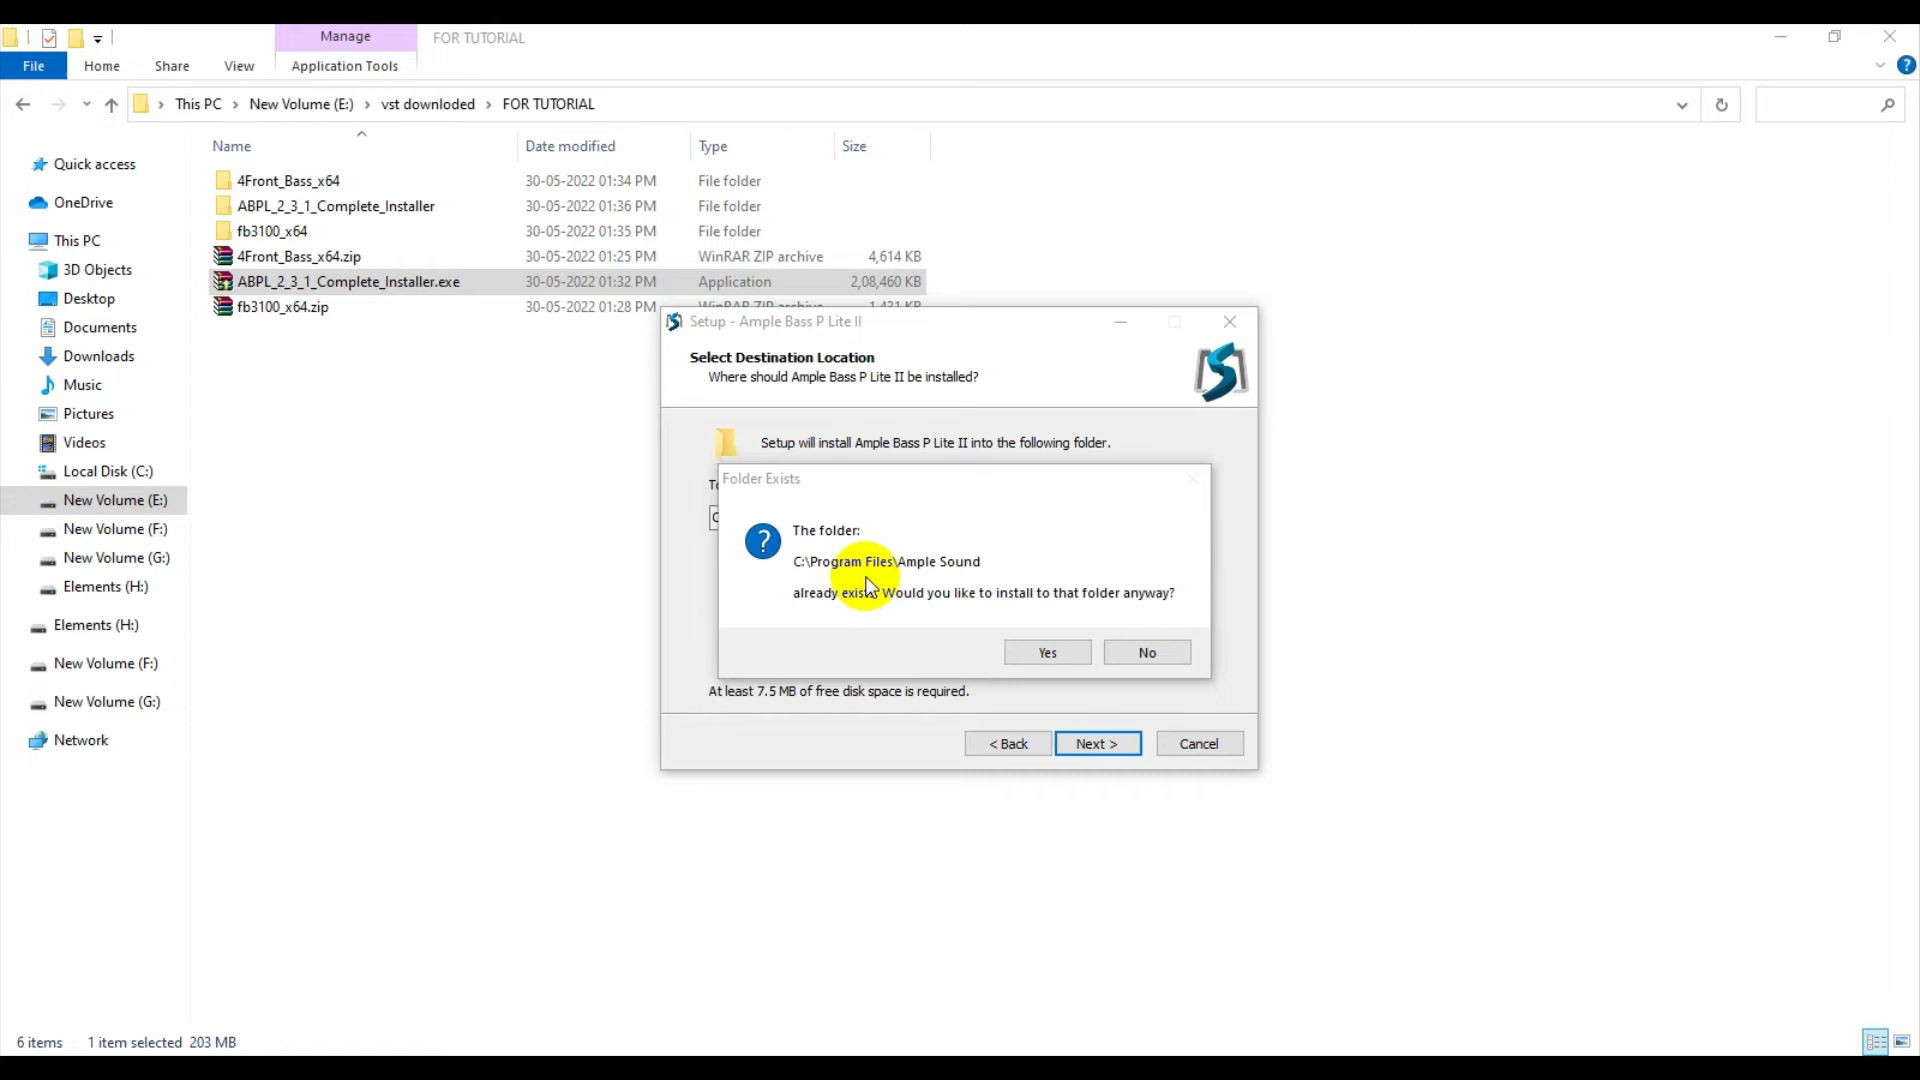 Manage
FOR TUTORIAL
File
Home
Share
View
Application Tools
This PC
New Volume (E:)
vst downloded
FOR TUTORIAL
Name
Date modified
Type
Size
4Front_Bass_x64
30-05-2022 01:34 PM
File folder
ABPL_2_3_1_Complete_Installer
30-05-2022 01:36 PM
File folder
fb3100_x64
30-05-2022 01:35 PM
File folder
4Front_Bass_x64.zip
30-05-2022 01:25 PM
WinRAR ZIP archive
4,614 KB
ABPL_2_3_1_Complete_Installer.exe
30-05-2022 01:32 PM
Application
2,08,460 KB
fb3100_x64.zip
30-05-2022 01:28 PM
WinRAR ZIP archive
1,431 KB
Quick access
OneDrive
This PC
3D Objects
Desktop
Documents
Downloads
Music
Pictures
Videos
Local Disk (C:)
New Volume (E:)
New Volume (F:)
New Volume (G:)
Elements (H:)
Elements (H:)
New Volume (F:)
New Volume (G:)
Network
Setup - Ample Bass P Lite II
Select Destination Location
Where should Ample Bass P Lite II be installed?
Setup will install Ample Bass P Lite II into the following folder.
Folder Exists
The folder:
C:\Program Files\Ample Sound
already exists. Would you like to install to that folder anyway?
Yes
No
At least 7.5 MB of free disk space is required.
< Back
Next >
Cancel
6 items
1 item selected 203 MB